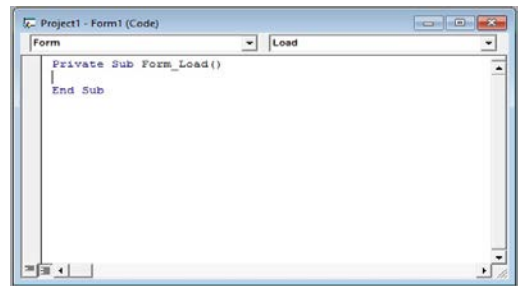 Project1 - Form1 (Code)
Form Load
Private Sub Form_Load()
End Sub